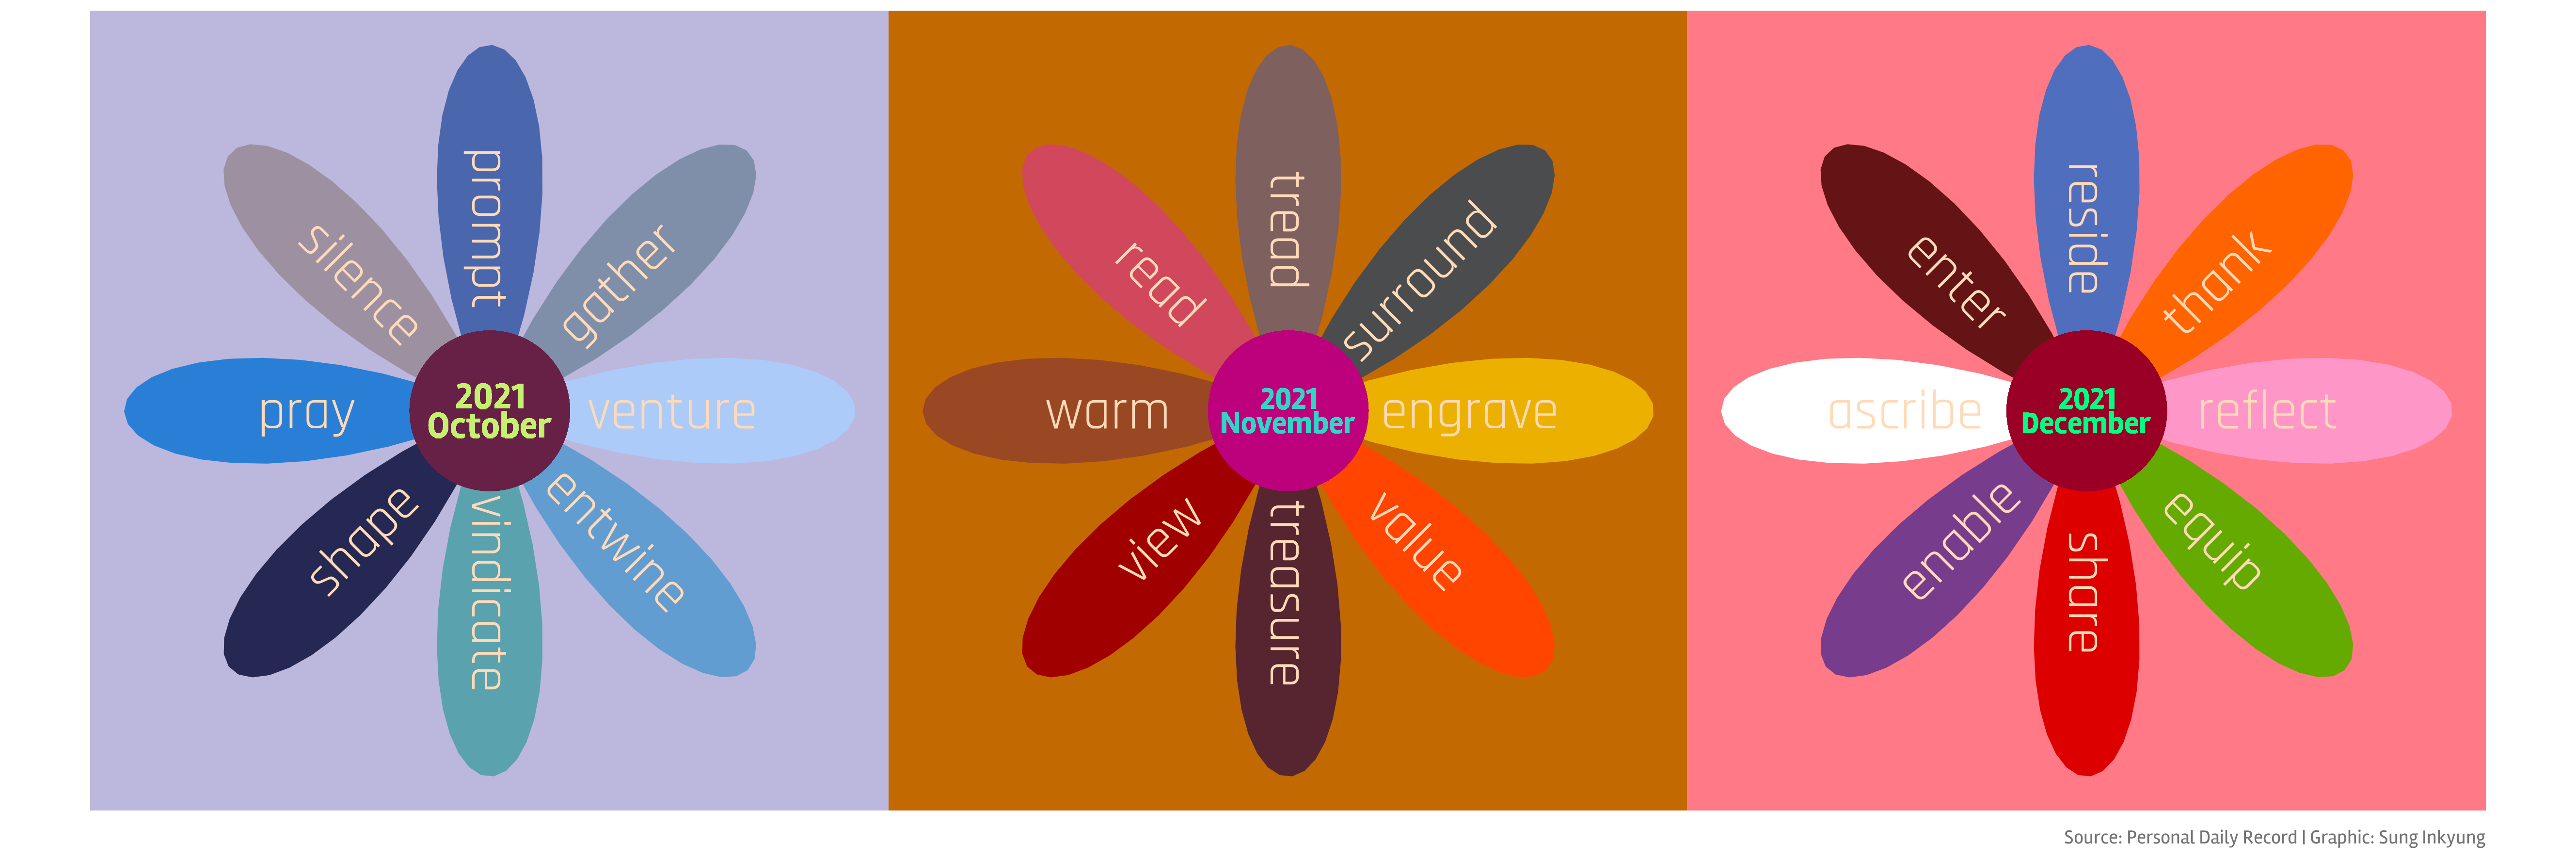 prompt
gather
venture
entwine
vindicate
shape
pray
silence
2021
October
tread
surround
engrave
value
treasure
view
warm
read
2021
November
reside
thank
reflect
equip
share
enable
ascribe
enter
2021
December
Source: Personal Daily Record | Graphic: Sung Inkyung